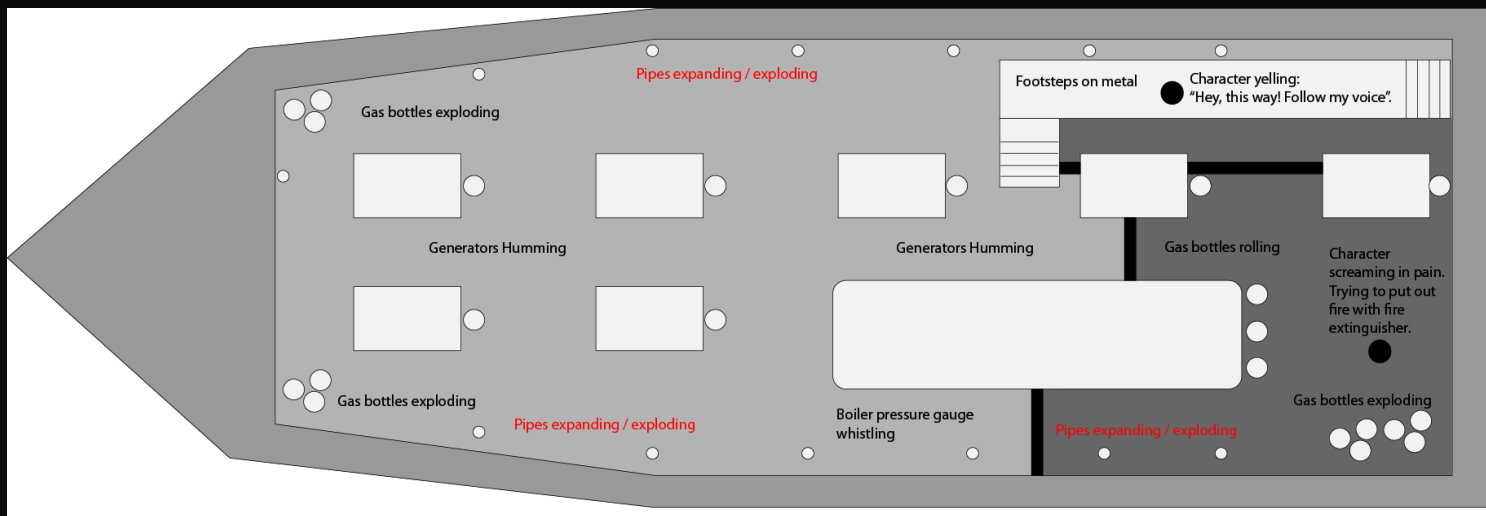 Pipes expanding / exploding
Footsteps on metal
Character yelling:
“Hey, this way! Follow my voice”.
Gas bottles exploding
Generators Humming
Generators Humming
Gas bottles rolling
Character
screaming in pain.
Trying to put out
fire with fire
extinguisher.
Gas bottles exploding
Pipes expanding / exploding
Boiler pressure gauge
whistling
Pipes expanding / exploding
Gas bottles exploding